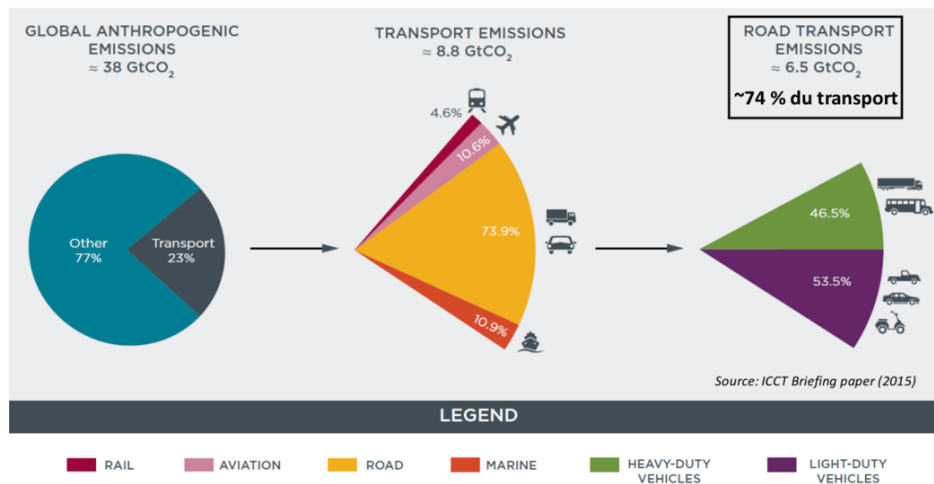 GLOBAL ANTHROPOGENIC
EMISSIONS
≈ 38 GtCO₂
TRANSPORT EMISSIONS
≈ 8.8 GtCO₂
ROAD TRANSPORT
EMISSIONS
≈ 6.5 GtCO₂
~74 % du transport
Other
77%
Transport
23%
4.6%
10.6%
73.9%
10.9%
46.5%
53.5%
Source: ICCT Briefing paper (2015)
LEGEND
RAIL
AVIATION
ROAD
MARINE
HEAVY-DUTY
VEHICLES
LIGHT-DUTY
VEHICLES